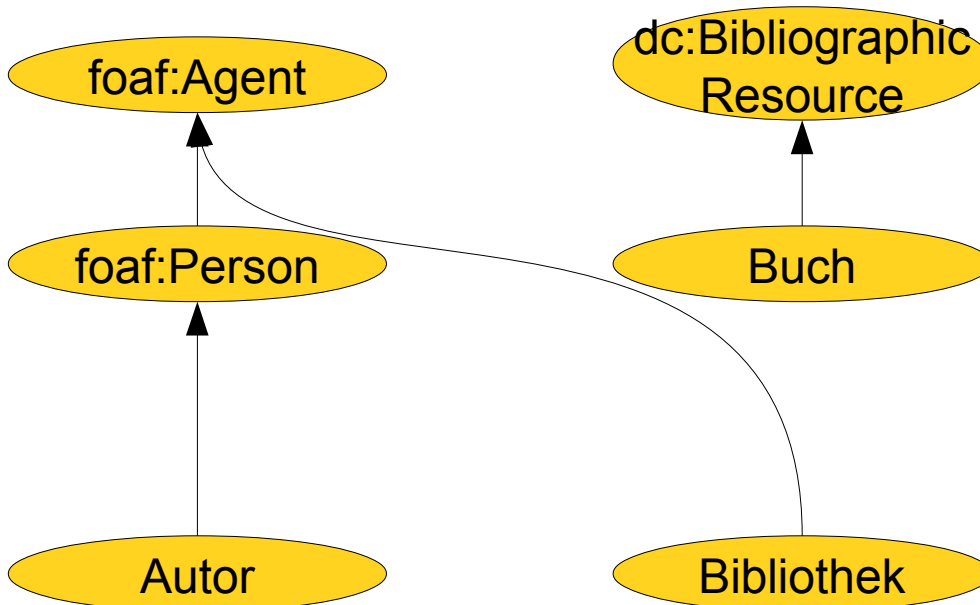 foaf:Agent
dc:Bibliographic
Resource
foaf:Person
Buch
Autor
Bibliothek